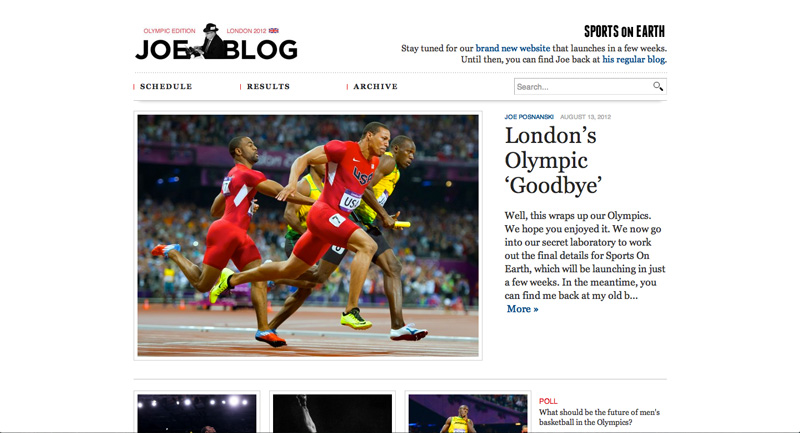 OLYMPIC EDITION LONDON 2012
JOE BLOG
SPORTS ON EARTH
Stay tuned for our brand new website that launches in a few weeks.
Until then, you can find Joe back at his regular blog.
SCHEDULE
RESULTS
ARCHIVE
Search...
JOE POSNANSKI AUGUST 13, 2012
London's
Olympic
‘Goodbye’
USA
USA
7
Well, this wraps up our Olympics.
We hope you enjoyed it. We now go
into our secret laboratory to work
out the final details for Sports On
Earth, which will be launching in just
a few weeks. In the meantime, you
can find me back at my old b...
More »
POLL
What should be the future of men's
basketball in the Olympics?